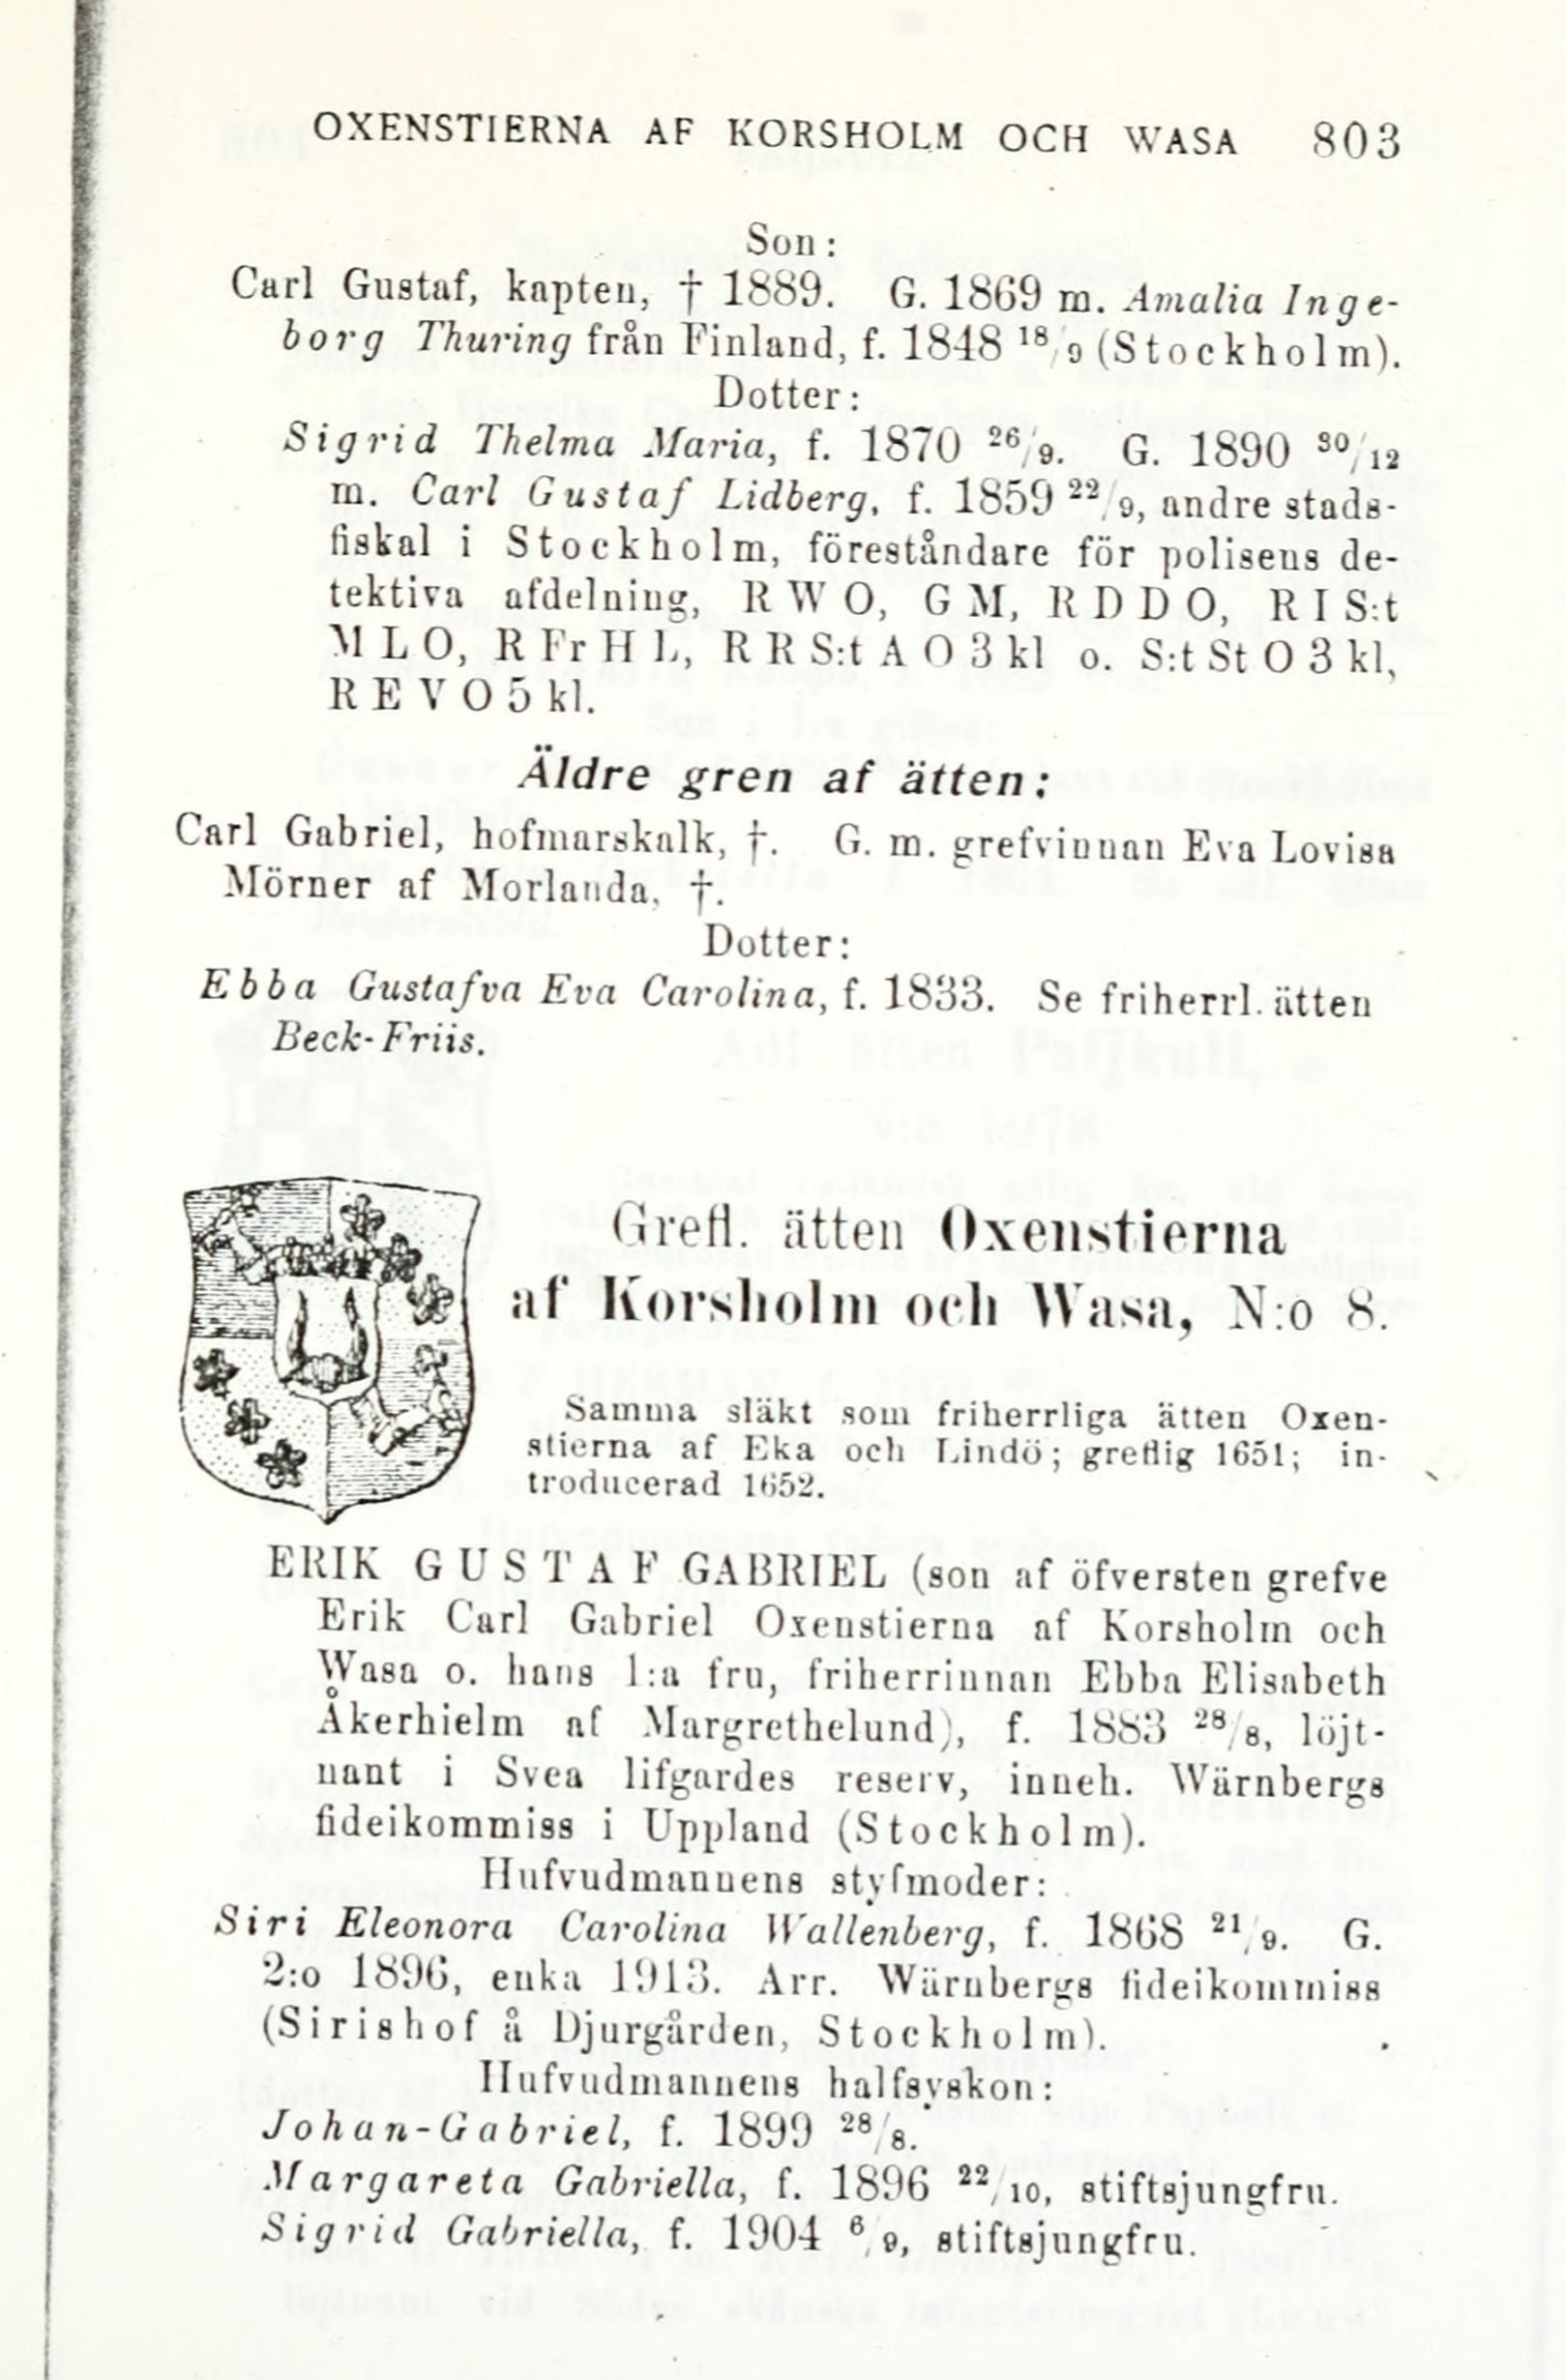 OXENSTIERNA AF KORSHOLM OCH WASA 803
Son:
Carl Gustaf, kapten, † 1889. G. 1869 m. Amalia Inge-
borg Thuring från Finland, f. 1848 18/9 (Stockholm).
Dotter:
Sigrid Thelma Maria, f. 1870 26/9. G. 1890 30/12
m. Carl Gustaf Lidberg, f. 1859 22/9, andre stads-
fiskal i Stockholm, föreståndare för polisens de-
tektiva afdelning, R W O, G M, R D D O, R I S:t
M L O, R Fr H L, R R S:t A O 3 kl o. S:t St O 3 kl,
R E V O 5 kl.
Äldre gren af ätten:
Carl Gabriel, hofmarskalk, †. G. m. grefvinnan Eva Lovisa
Mörner af Morlanda, †.
Dotter:
Ebba Gustafva Eva Carolina, f. 1833. Se friherrl. ätten
Beck-Friis.
Grefl. ätten Oxenstierna
af Korsholm och Wasa, N:o 8.
Samma släkt som friherrliga ätten Oxen-
stierna af Eka och Lindö; greflig 1651; in-
troducerad 1652.
ERIK GUSTAF GABRIEL (son af öfversten grefve
Erik Carl Gabriel Oxenstierna af Korsholm och
Wasa o. hans 1:a fru, friherrinnan Ebba Elisabeth
Åkerhielm af Margrethelund), f. 1883 28/8, löjt-
nant i Svea lifgardes reserv, inneh. Wärnbergs
fideikommiss i Uppland (Stockholm).
Hufvudmannens styfmoder:
Siri Eleonora Carolina Wallenberg, f. 1868 21/9. G.
2:o 1896, enka 1913. Arr. Wärnbergs fideikommiss
(Sirishof å Djurgården, Stockholm).
Hufvudmannens halfsyskon:
Johan-Gabriel, f. 1899 28/8.
Margareta Gabriella, f. 1896 22/10, stiftsjungfru.
Sigrid Gabriella, f. 1904 6/9, stiftsjungfru.